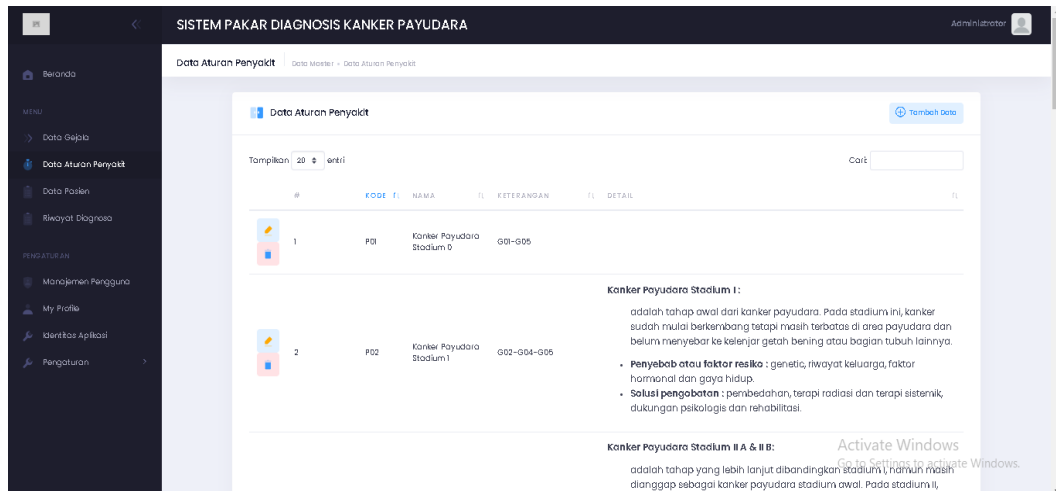 SISTEM PAKAR DIAGNOSIS KANKER PAYUDARA
Administrator
Data Aturan Penyakit
Data Master • Data Aturan Penyakit
Beranda
MENU
Data Gejala
Data Aturan Penyakit
Data Pasien
Riwayat Diagnosa
PENGATURAN
Manajemen Pengguna
My Profile
Identitas Aplikasi
Pengaturan
Data Aturan Penyakit
Tambah Data
Tampilkan 20 entri
Cari:
# KODE NAMA KETERANGAN DETAIL
1 P01 Kanker Payudara Stadium 0 G01-G05
2 P02 Kanker Payudara Stadium 1 G02-G04-G05
Kanker Payudara Stadium I :
adalah tahap awal dari kanker payudara. Pada stadium ini, kanker
sudah mulai berkembang tetapi masih terbatas di area payudara dan
belum menyebar ke kelenjar getah bening atau bagian tubuh lainnya.
• Penyebab atau faktor resiko : genetic, riwayat keluarga, faktor
hormonal dan gaya hidup.
• Solusi pengobatan : pembedahan, terapi radiasi dan terapi sistemik,
dukungan psikologis dan rehabilitasi.
Kanker Payudara Stadium II A & II B:
adalah tahap yang lebih lanjut dibandingkan stadium I, namun masih
dianggap sebagai kanker payudara stadium awal. Pada stadium II,
Activate Windows
Go to Settings to activate Windows.